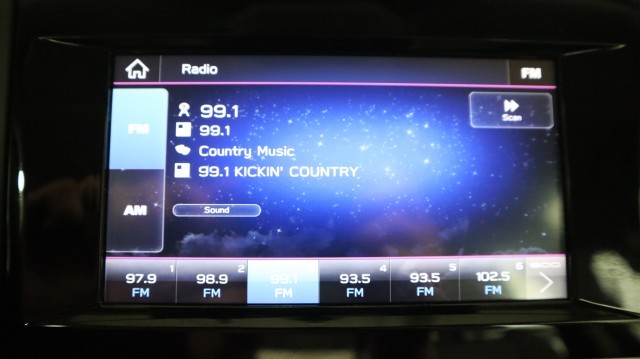 Radio
FM
FM
AM
99.1
99.1
Country Music
99.1 KICKIN' COUNTRY
Scan
Sound
1 2 4 5 6
97.9 98.9 99.1 93.5 93.5 102.5
FM FM FM FM FM FM